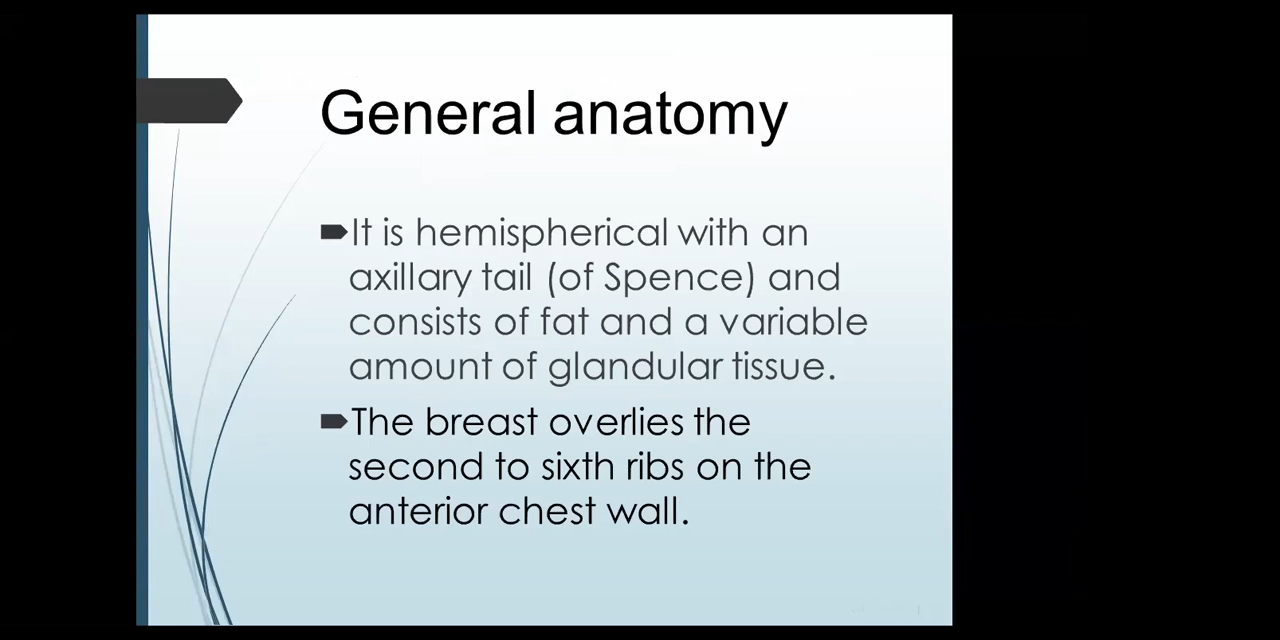 General anatomy
It is hemispherical with an
axillary tail (of Spence) and
consists of fat and a variable
amount of glandular tissue.
The breast overlies the
second to sixth ribs on the
anterior chest wall.